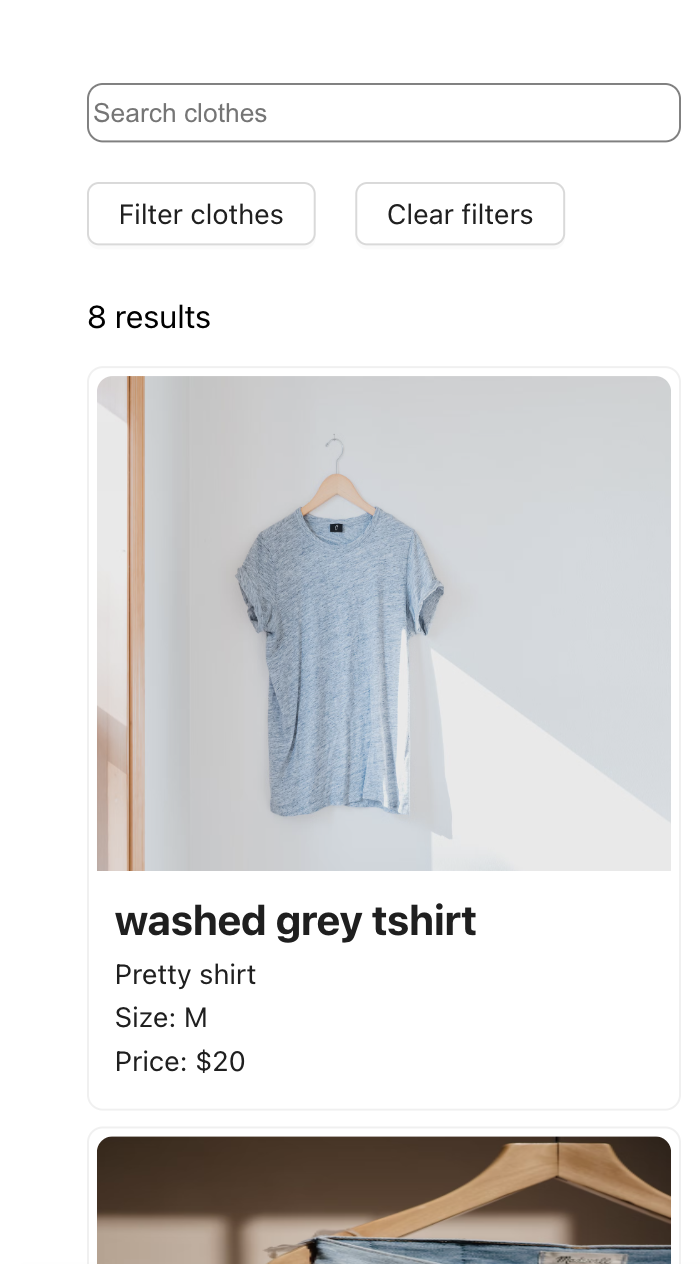 Search clothes
Filter clothes
Clear filters
8 results
washed grey tshirt
Pretty shirt
Size: M
Price: $20